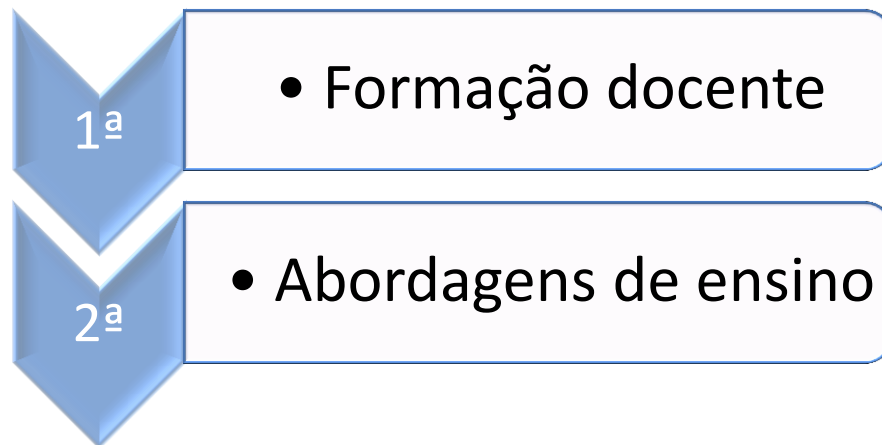 1ª
• Formação docente
2ª
• Abordagens de ensino